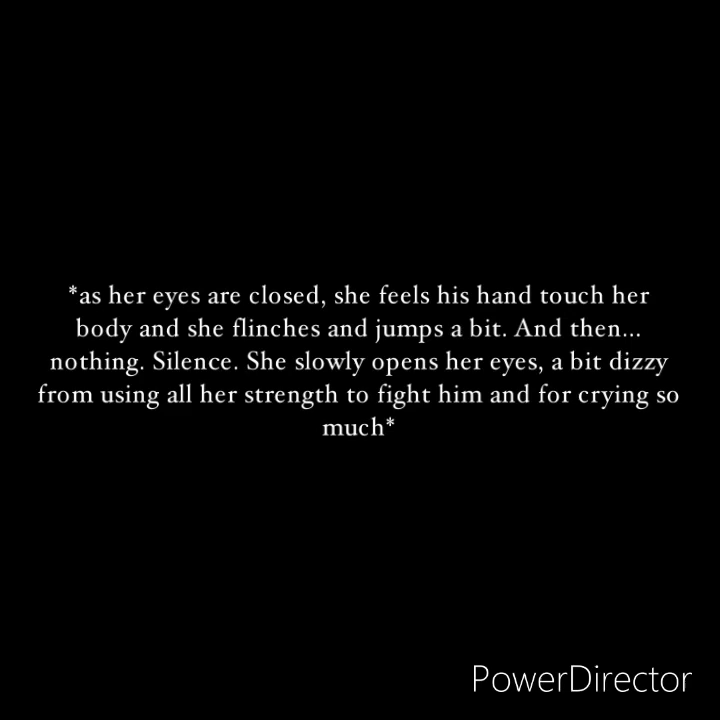 *as her eyes are closed, she feels his hand touch her
body and she flinches and jumps a bit. And then...
nothing. Silence. She slowly opens her eyes, a bit dizzy
from using all her strength to fight him and for crying so
much*
PowerDirector